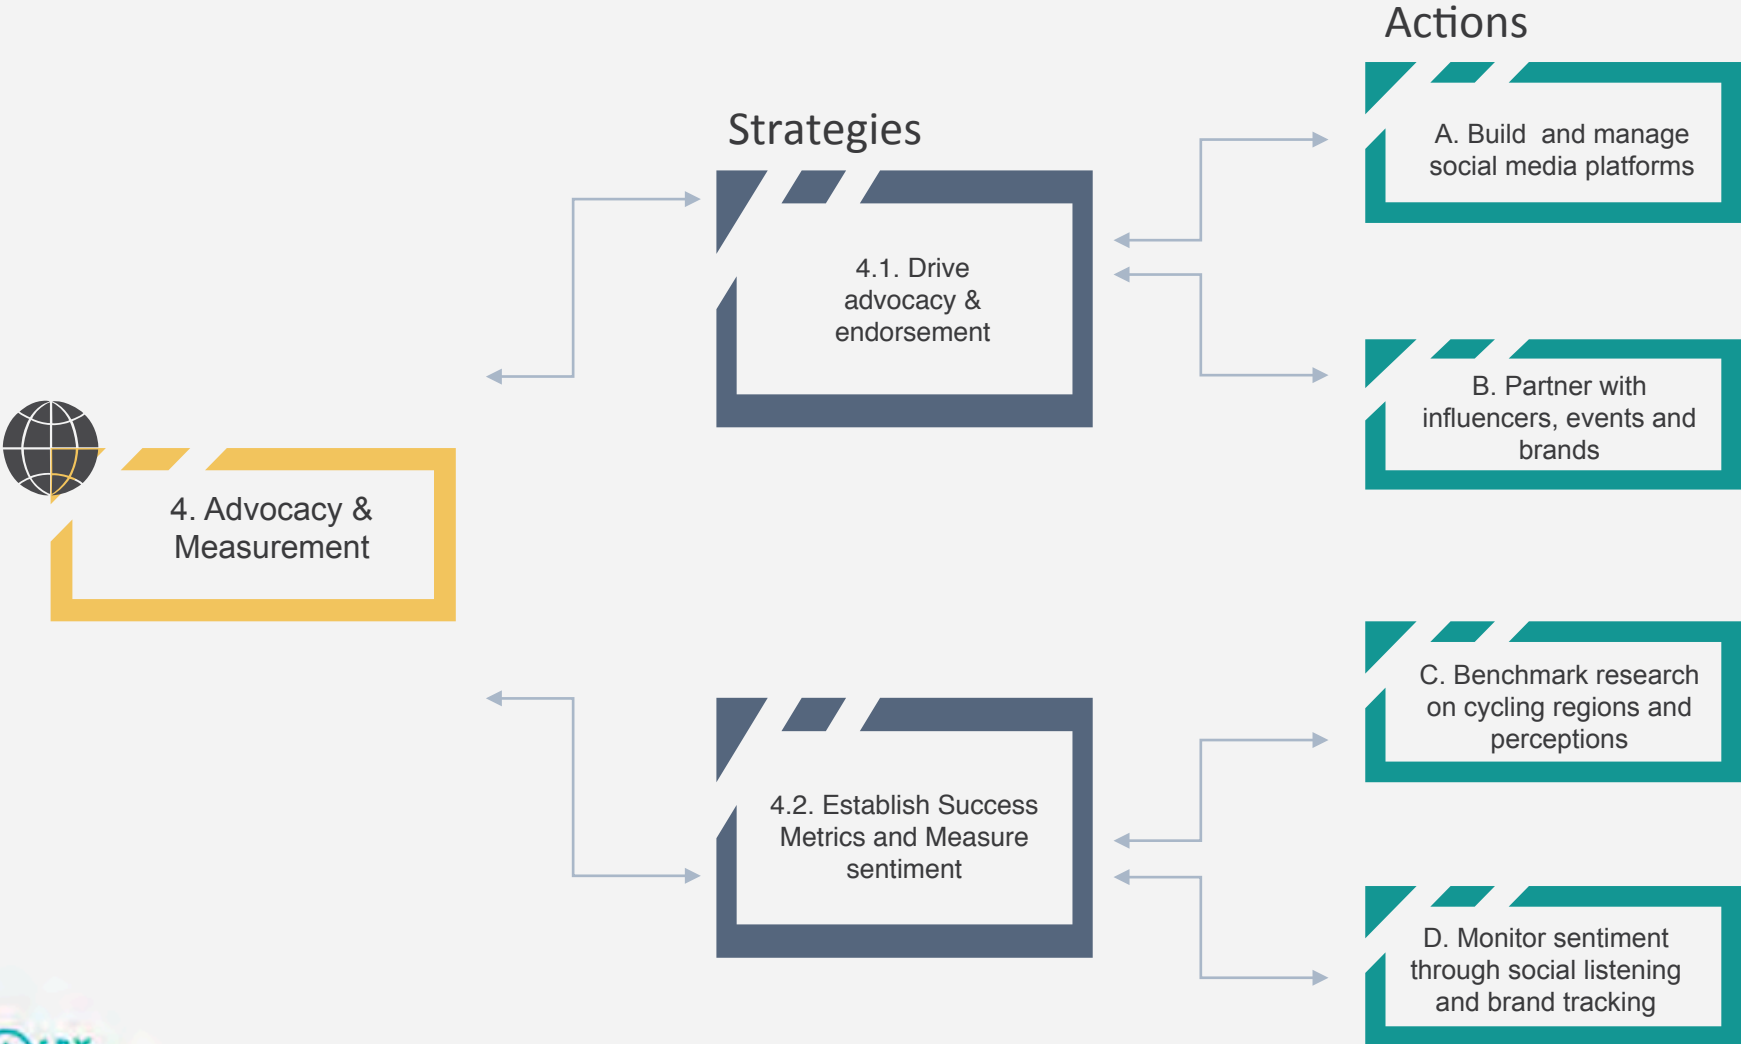 Actions
Strategies
A. Build and manage
social media platforms
4.1. Drive
advocacy &
endorsement
B. Partner with
influencers, events and
brands
4. Advocacy &
Measurement
C. Benchmark research
on cycling regions and
perceptions
4.2. Establish Success
Metrics and Measure
sentiment
D. Monitor sentiment
through social listening
and brand tracking